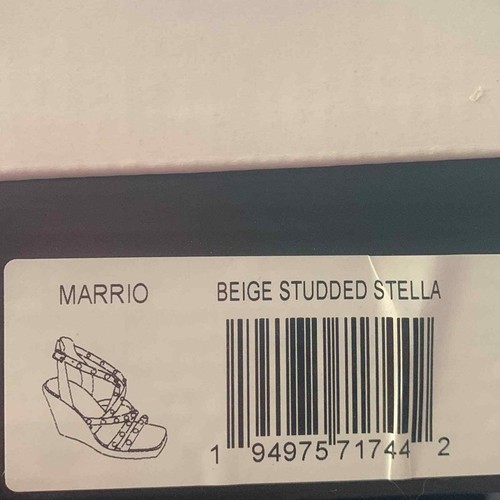 MARRIO BEIGE STUDDED STELLA
1 94975 71744 2